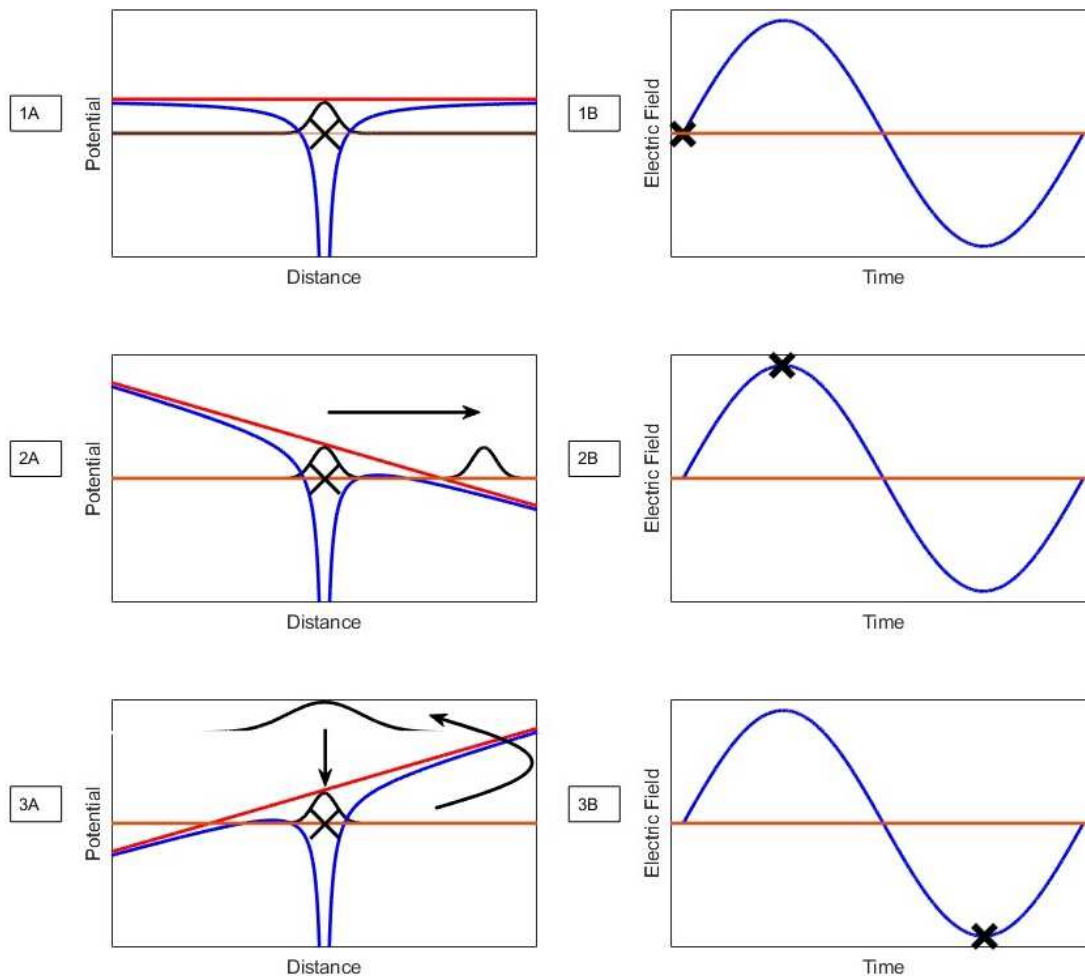 1A
Potential
Distance
1B
Electric Field
Time
2A
Potential
Distance
2B
Electric Field
Time
3A
Potential
Distance
3B
Electric Field
Time